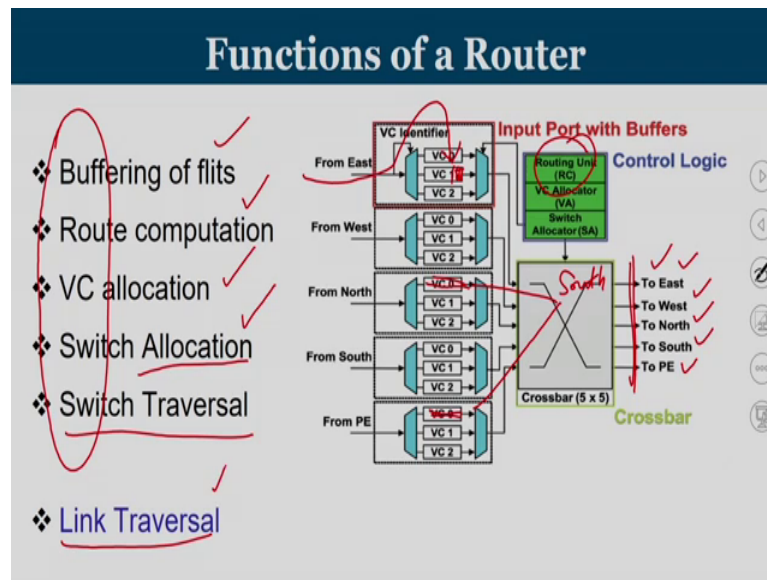 Functions of a Router
❖ Buffering of flits
❖ Route computation
❖ VC allocation
❖ Switch Allocation
❖ Switch Traversal
❖ Link Traversal
VC Identifier
Input Port with Buffers
From East
VC 0
VC 1
VC 2
Routing Unit
(RC)
VC Allocator
(VA)
Switch
Allocator (SA)
Control Logic
From West
VC 0
VC 1
VC 2
From North
VC 0
VC 1
VC 2
From South
VC 0
VC 1
VC 2
From PE
VC 0
VC 1
VC 2
South
To East
To West
To North
To South
To PE
Crossbar (5 x 5)
Crossbar